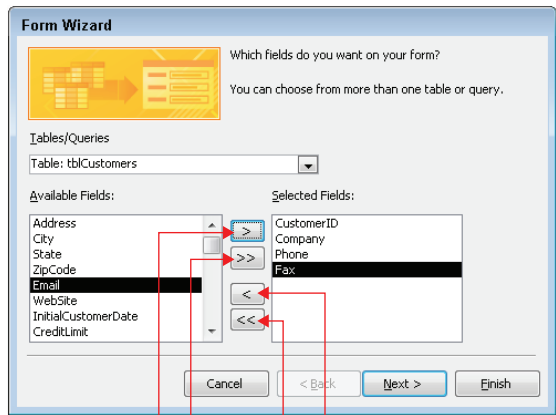 Form Wizard
Which fields do you want on your form?
You can choose from more than one table or query.
Tables/Queries
Table: tblCustomers
Available Fields:
Selected Fields:
Address
City
State
ZipCode
Email
WebSite
InitialCustomerDate
CreditLimit
>
>>
<
<<
CustomerID
Company
Phone
Fax
Cancel
< Back
Next >
Finish